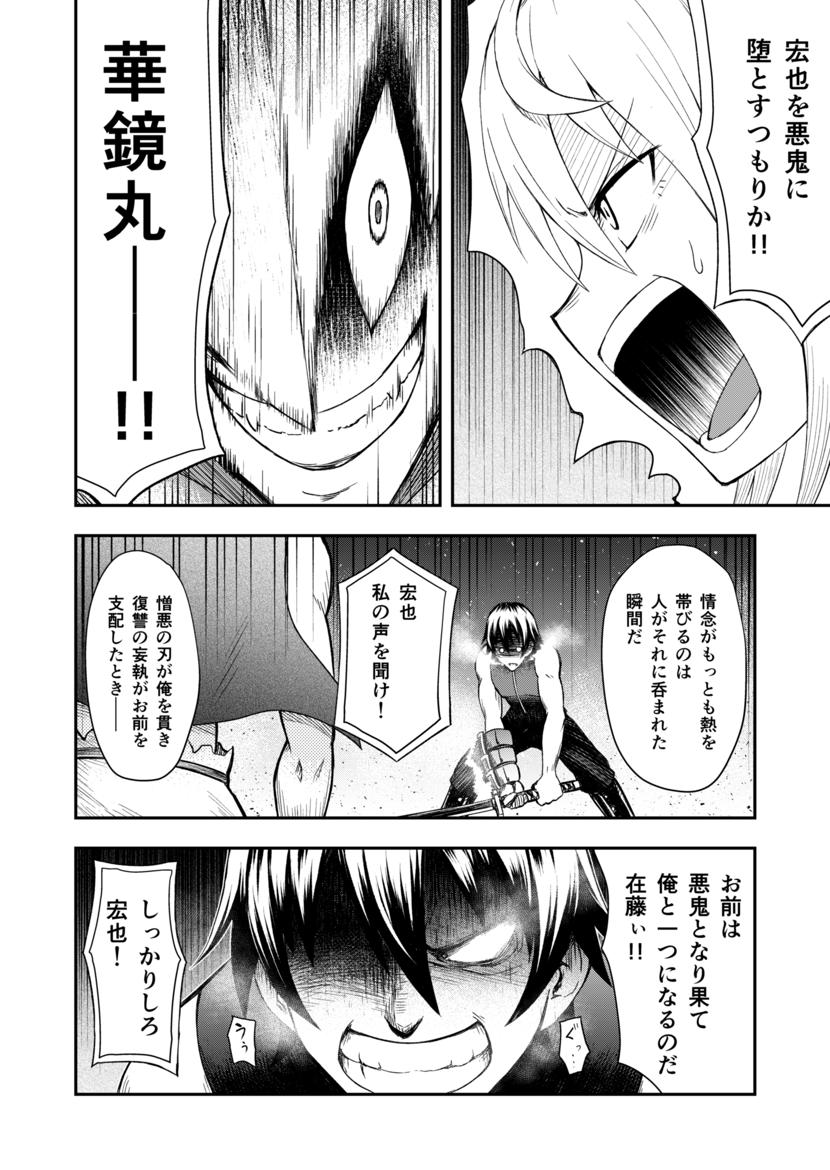 宏也を悪鬼に
堕とすつもりか!!
華鏡丸――!!
情念がもっとも熱を
帯びるのは
人がそれに呑まれた
瞬間だ
宏也
私の声を聞け!
憎悪の刃が俺を貫き
復讐の妄執がお前を
支配したとき――
お前は
悪鬼となり果て
俺と一つになるのだ
在藤ぃ!!
ぐっ
しっかりしろ
宏也!
うぅ